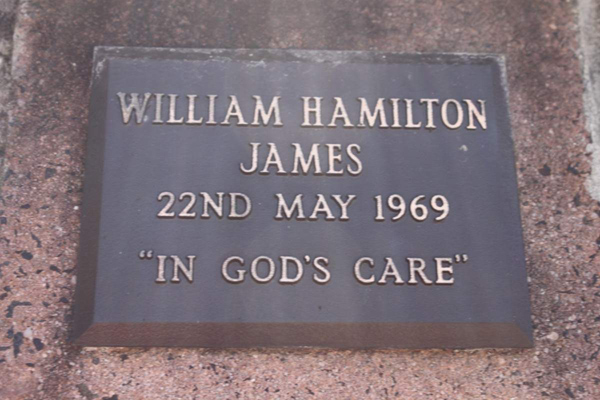 WILLIAM HAMILTON
JAMES
22ND MAY 1969
“IN GOD'S CARE”